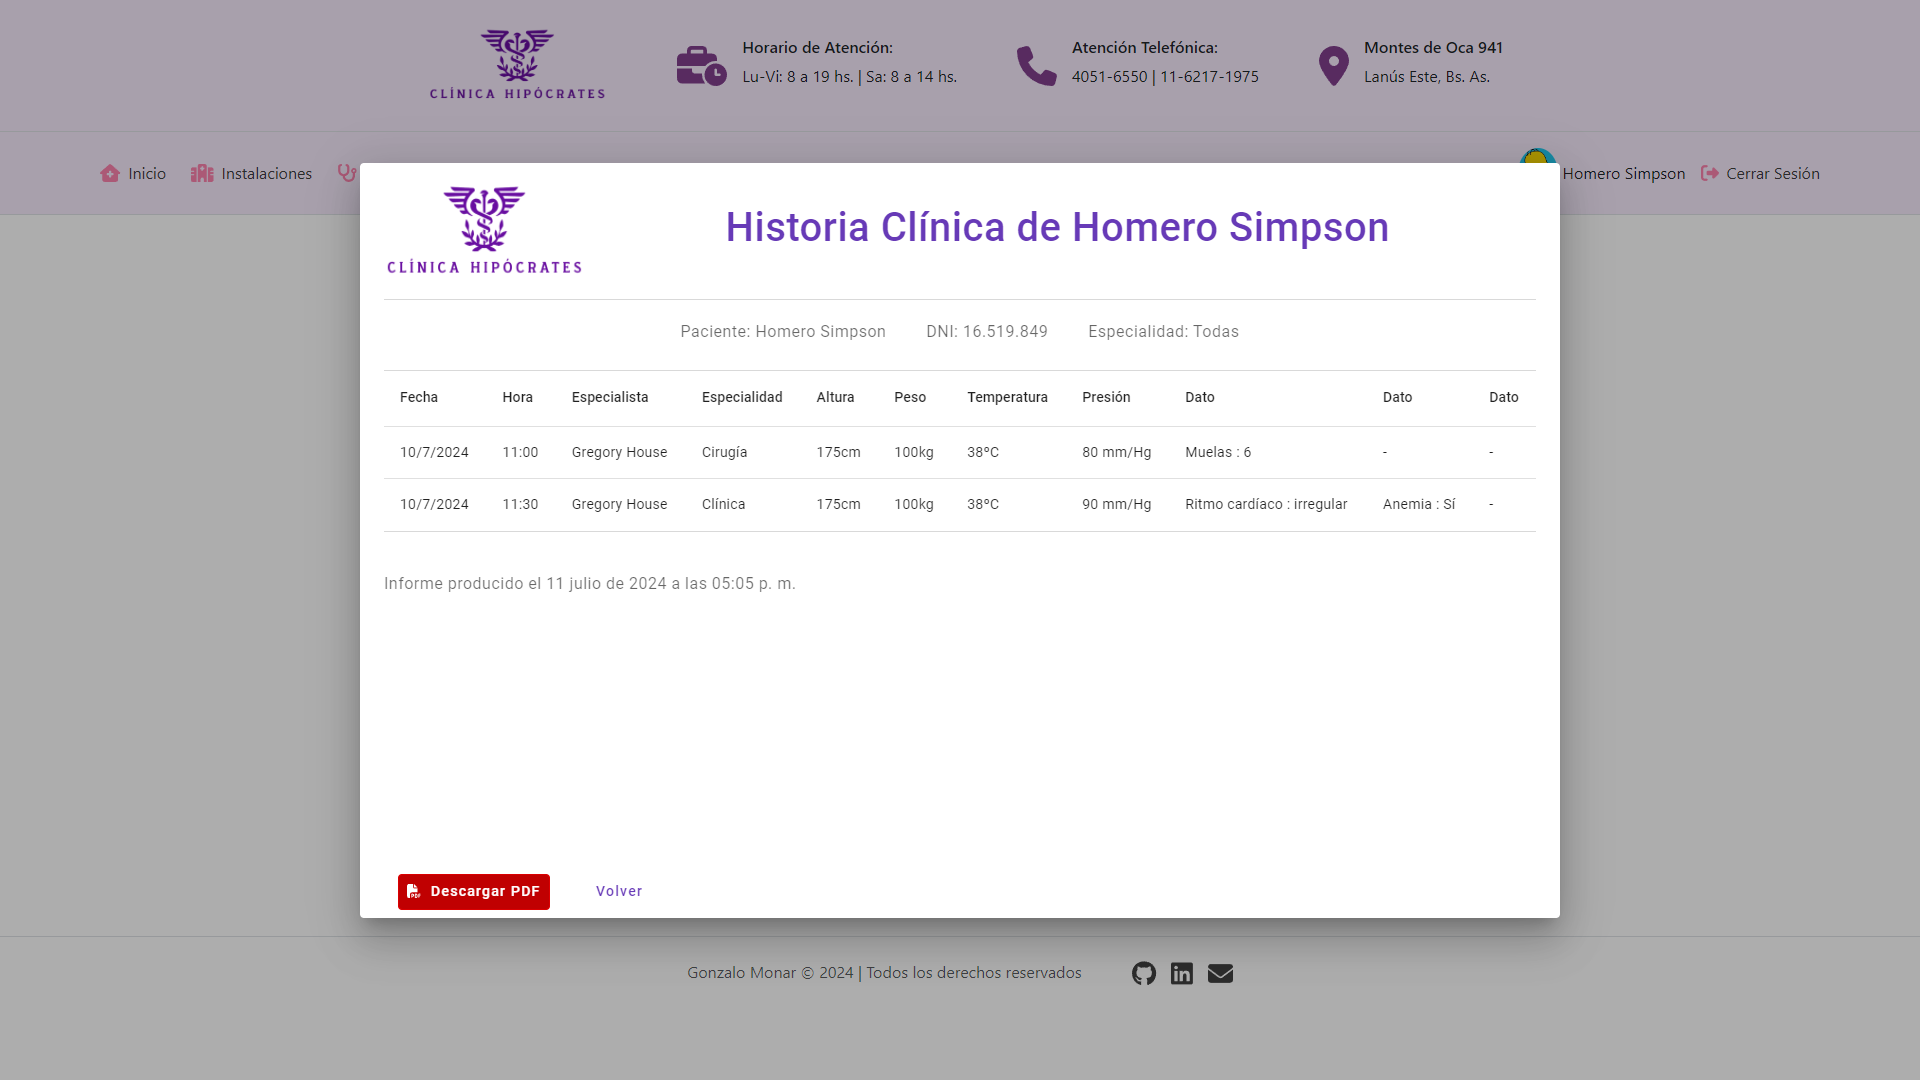 CLÍNICA HIPÓCRATES
Horario de Atención:
Lu-Vi: 8 a 19 hs. | Sa: 8 a 14 hs.
Atención Telefónica:
4051-6550 | 11-6217-1975
Montes de Oca 941
Lanús Este, Bs. As.
Inicio Instalaciones Homero Simpson Cerrar Sesión
CLÍNICA HIPÓCRATES
Historia Clínica de Homero Simpson
Paciente: Homero Simpson DNI: 16.519.849 Especialidad: Todas
Fecha Hora Especialista Especialidad Altura Peso Temperatura Presión Dato Dato Dato
10/7/2024 11:00 Gregory House Cirugía 175cm 100kg 38ºC 80 mm/Hg Muelas : 6 - -
10/7/2024 11:30 Gregory House Clínica 175cm 100kg 38ºC 90 mm/Hg Ritmo cardíaco : irregular Anemia : Sí -
Informe producido el 11 julio de 2024 a las 05:05 p. m.
Descargar PDF Volver
Gonzalo Monar © 2024 | Todos los derechos reservados